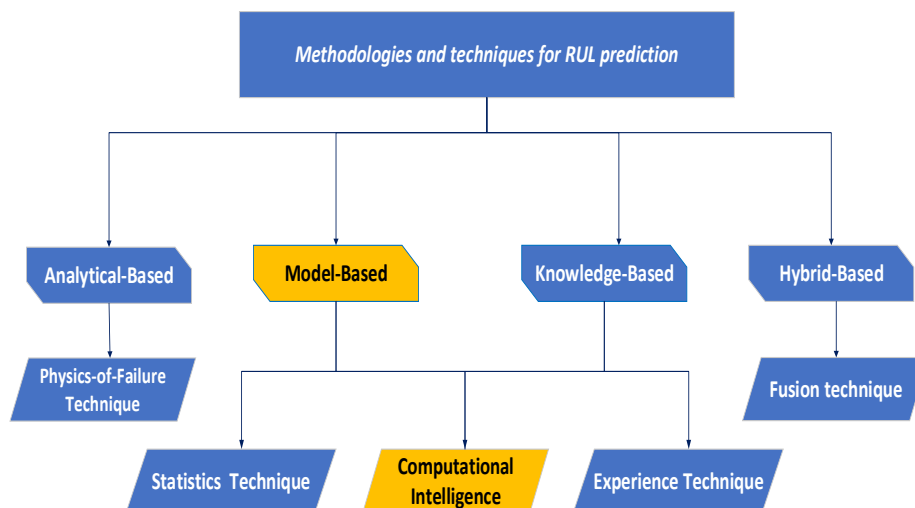 Methodologies and techniques for RUL prediction
Analytical-Based
Model-Based
Knowledge-Based
Hybrid-Based
Physics-of-Failure
Technique
Fusion technique
Statistics Technique
Computational
Intelligence
Experience Technique